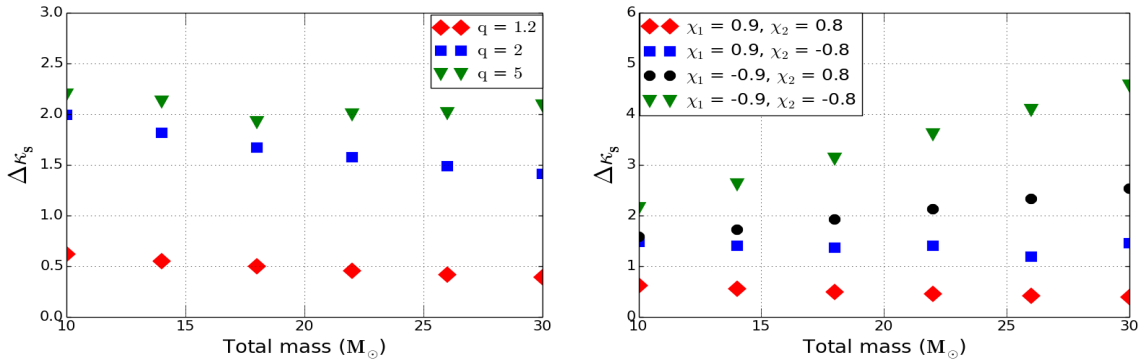 3.0
2.5
2.0
1.5
1.0
0.5
0.0
Δκₛ
10 15 20 25 30
Total mass (M⊙)
q = 1.2
q = 2
q = 5
6
5
4
3
2
1
0
Δκₛ
10 15 20 25 30
Total mass (M⊙)
χ₁ = 0.9, χ₂ = 0.8
χ₁ = 0.9, χ₂ = -0.8
χ₁ = -0.9, χ₂ = 0.8
χ₁ = -0.9, χ₂ = -0.8